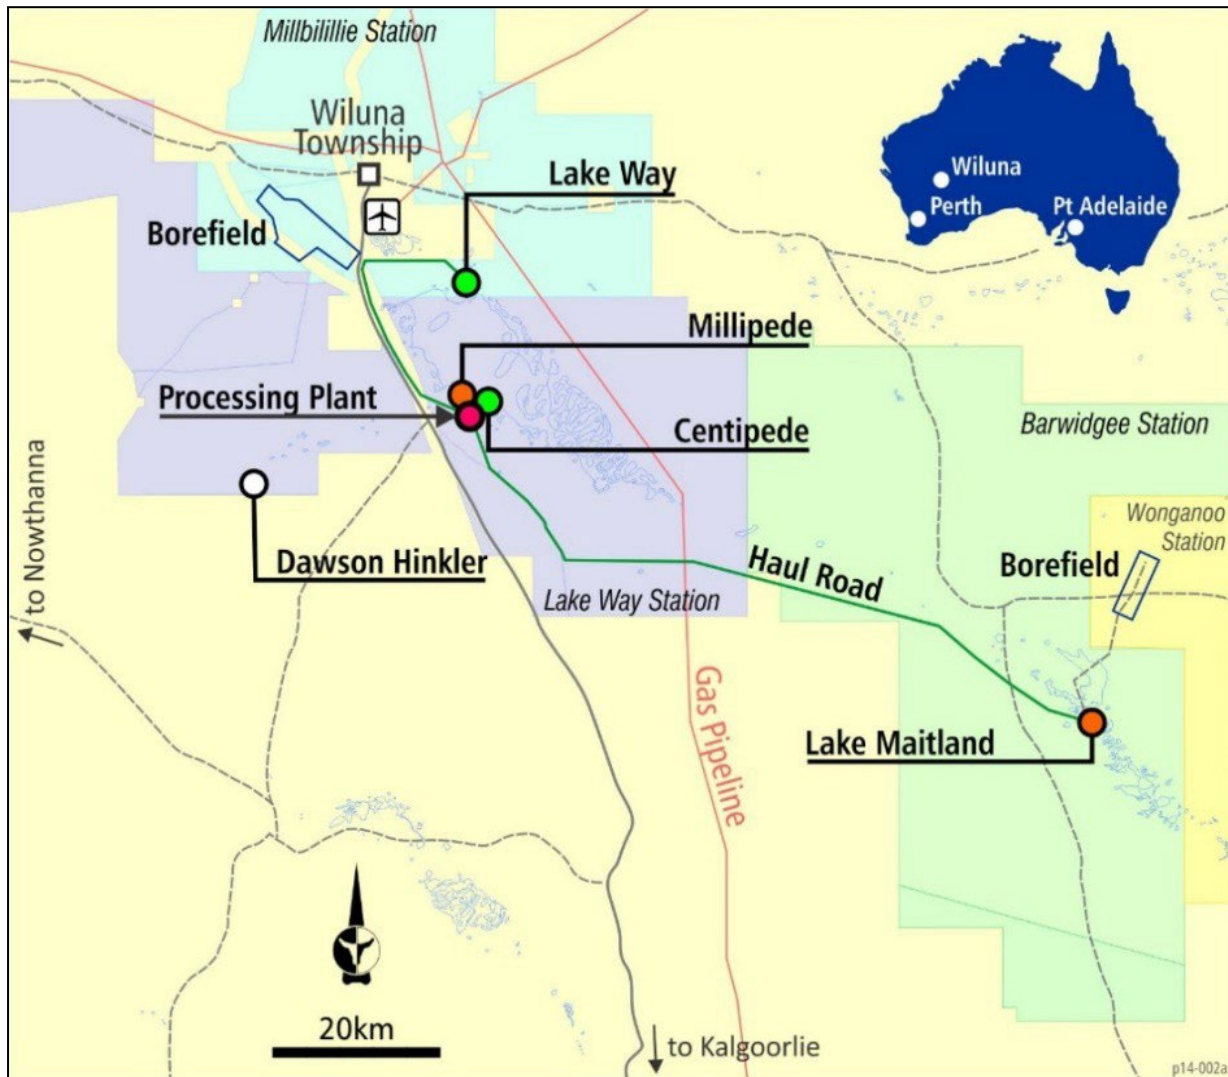 Millbilillie Station
Wiluna
Township
Lake Way
Borefield
Wiluna
Perth
Pt Adelaide
Millipede
Processing Plant
Centipede
Barwidgee Station
Wonganoo
Station
Dawson Hinkler
to Nowthanna
Lake Way Station
Haul Road
Borefield
Gas Pipeline
Lake Maitland
20km
to Kalgoorlie
p14-002a